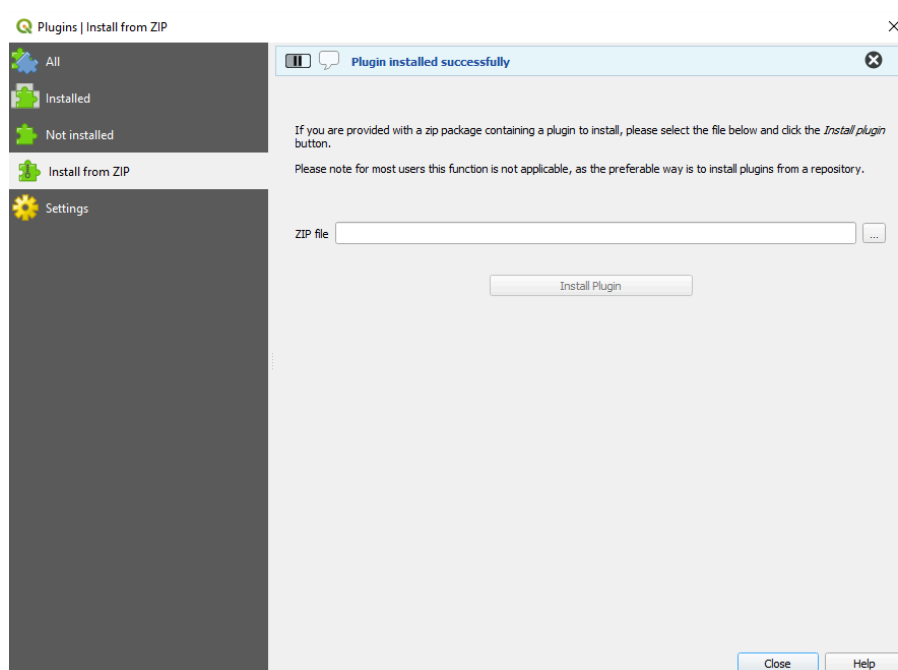 Plugins | Install from ZIP
All
Installed
Not installed
Install from ZIP
Settings
Plugin installed successfully
If you are provided with a zip package containing a plugin to install, please select the file below and click the Install plugin
button.
Please note for most users this function is not applicable, as the preferable way is to install plugins from a repository.
ZIP file
...
Install Plugin
Close
Help